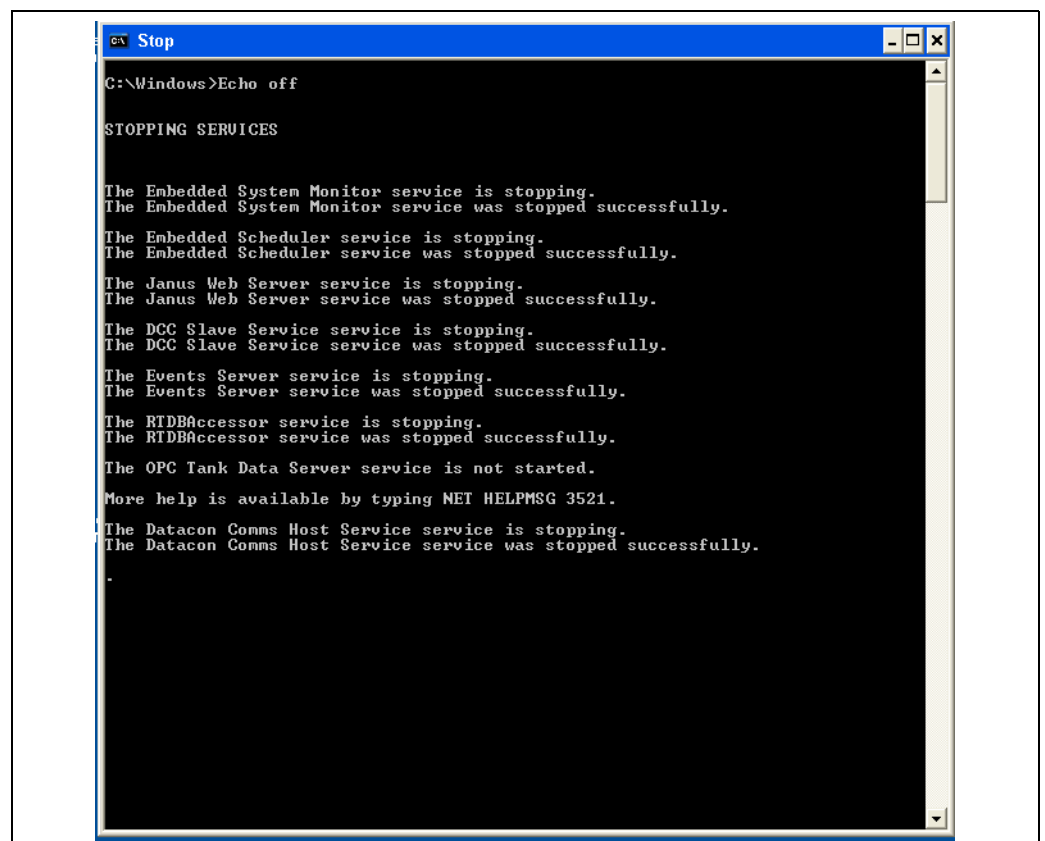 Stop
C:\Windows>Echo off
STOPPING SERVICES
The Embedded System Monitor service is stopping.
The Embedded System Monitor service was stopped successfully.
The Embedded Scheduler service is stopping.
The Embedded Scheduler service was stopped successfully.
The Janus Web Server service is stopping.
The Janus Web Server service was stopped successfully.
The DCC Slave Service service is stopping.
The DCC Slave Service service was stopped successfully.
The Events Server service is stopping.
The Events Server service was stopped successfully.
The RTDBAccessor service is stopping.
The RTDBAccessor service was stopped successfully.
The OPC Tank Data Server service is not started.
More help is available by typing NET HELPMSG 3521.
The Datacon Comms Host Service service is stopping.
The Datacon Comms Host Service service was stopped successfully.
.